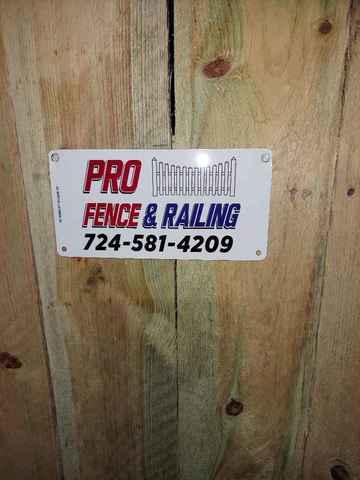 PRO
FENCE & RAILING
724-581-4209